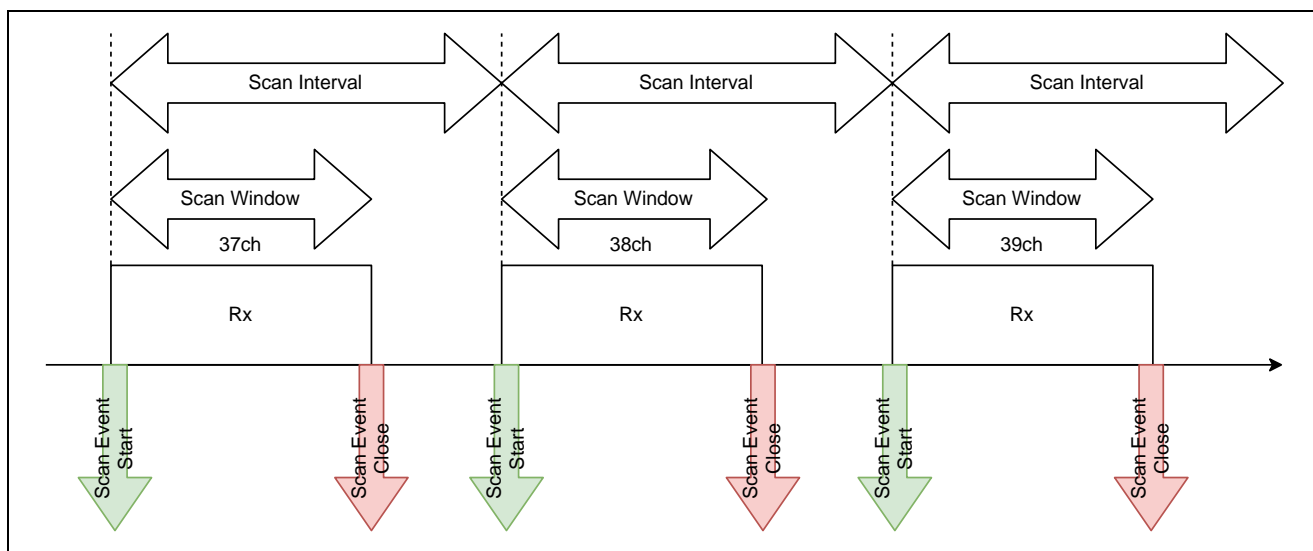 Scan Interval
Scan Interval
Scan Interval
Scan Window
Scan Window
Scan Window
37ch
38ch
39ch
Rx
Rx
Rx
Scan Event
Start
Scan Event
Close
Scan Event
Start
Scan Event
Close
Scan Event
Start
Scan Event
Close